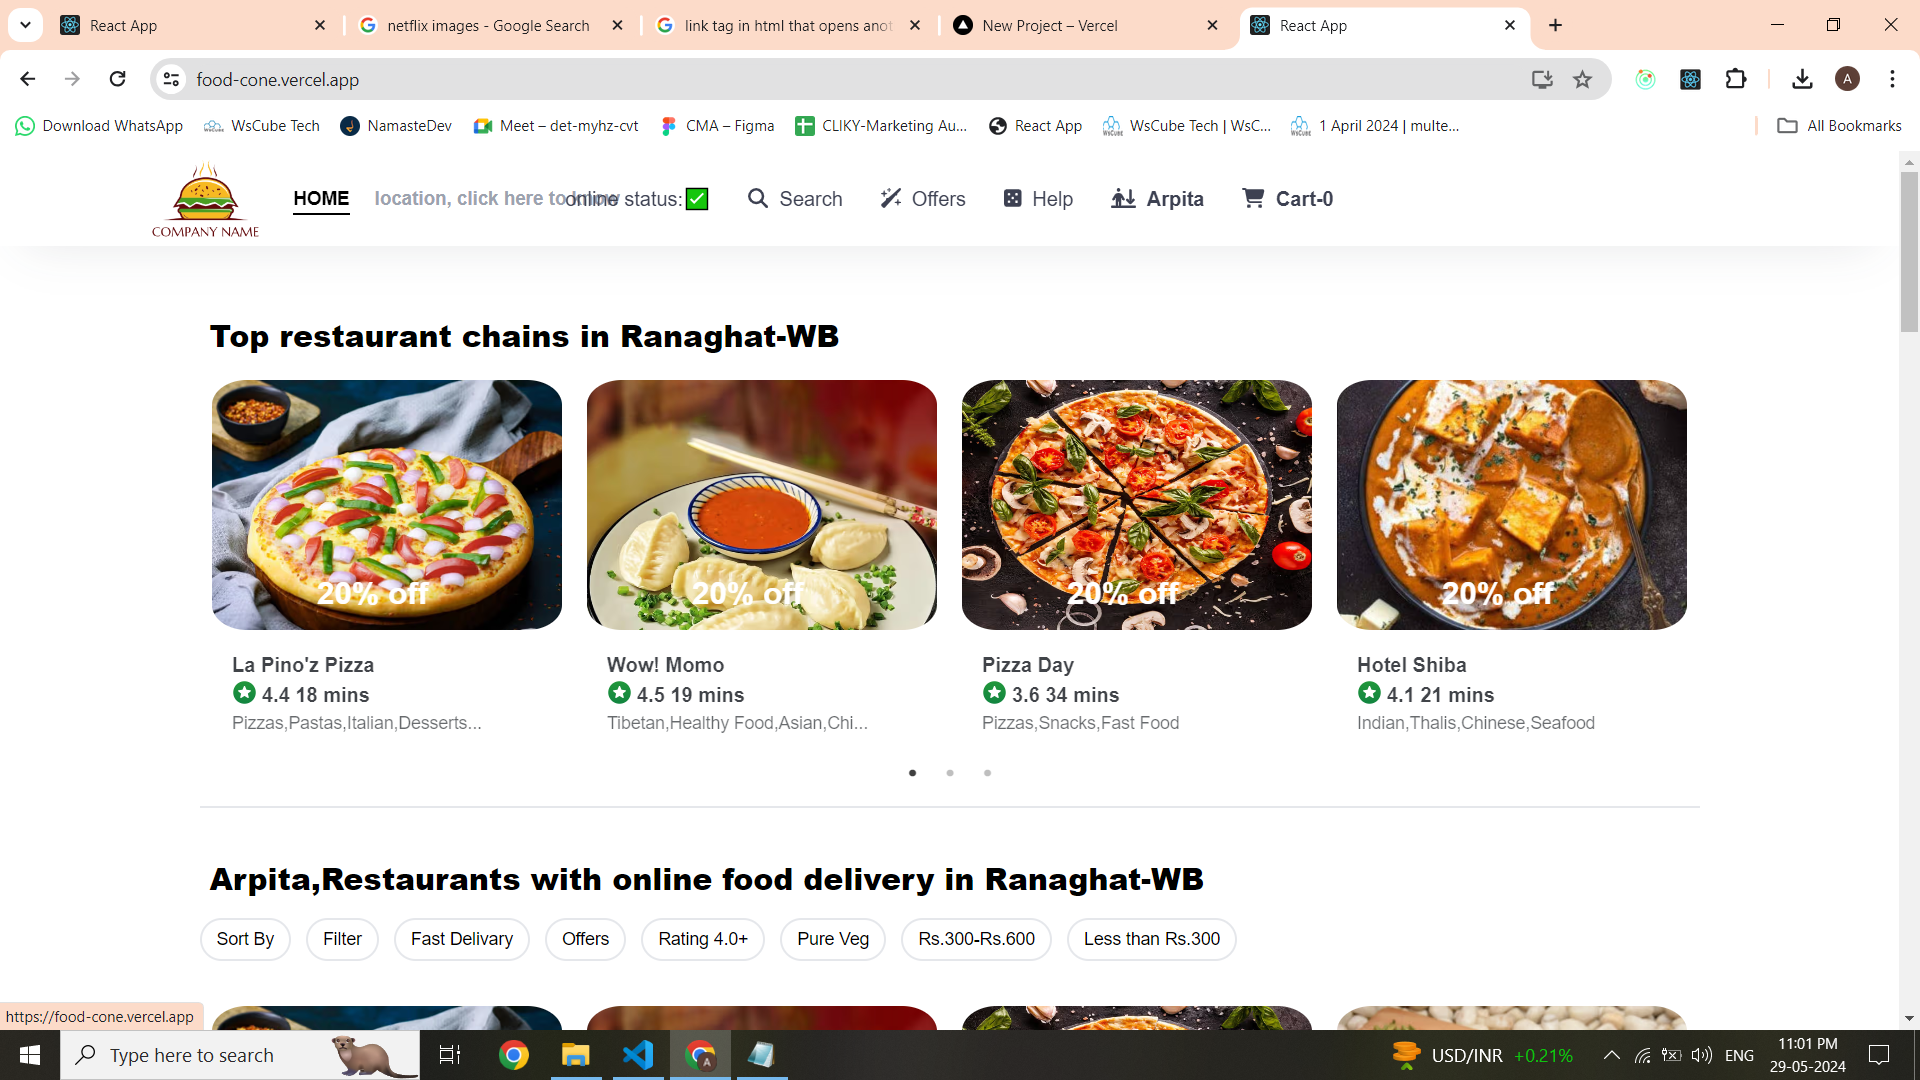 React App
netflix images - Google Search
link tag in html that opens anot
New Project – Vercel
React App
food-cone.vercel.app
A
Download WhatsApp
WsCube Tech
NamasteDev
Meet – det-myhz-cvt
CMA – Figma
CLIKY-Marketing Au...
React App
WsCube Tech | WsC...
1 April 2024 | multe...
All Bookmarks
COMPANY NAME
HOME
location, click here to know
online status:
Search
Offers
Help
Arpita
Cart-0
Top restaurant chains in Ranaghat-WB
20% off
20% off
20% off
20% off
La Pino'z Pizza
4.4 18 mins
Pizzas,Pastas,Italian,Desserts...
Wow! Momo
4.5 19 mins
Tibetan,Healthy Food,Asian,Chi...
Pizza Day
3.6 34 mins
Pizzas,Snacks,Fast Food
Hotel Shiba
4.1 21 mins
Indian,Thalis,Chinese,Seafood
Arpita,Restaurants with online food delivery in Ranaghat-WB
Sort By
Filter
Fast Delivery
Offers
Rating 4.0+
Pure Veg
Rs.300-Rs.600
Less than Rs.300
https://food-cone.vercel.app
Type here to search
USD/INR +0.21%
ENG
11:01 PM
29-05-2024